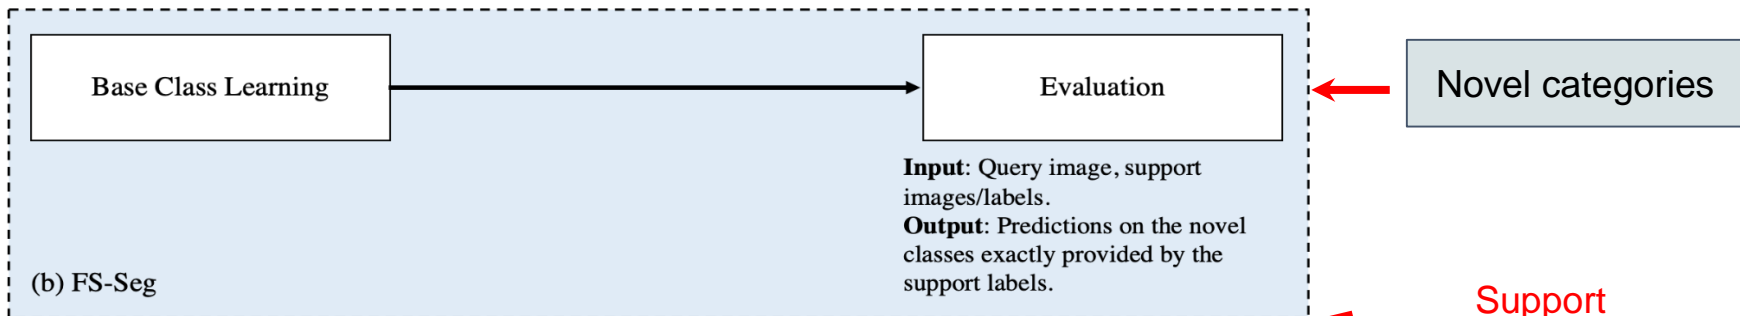 Base Class Learning
Evaluation
Novel categories
Input: Query image, support
images/labels.
Output: Predictions on the novel
classes exactly provided by the
support labels.
(b) FS-Seg
Support